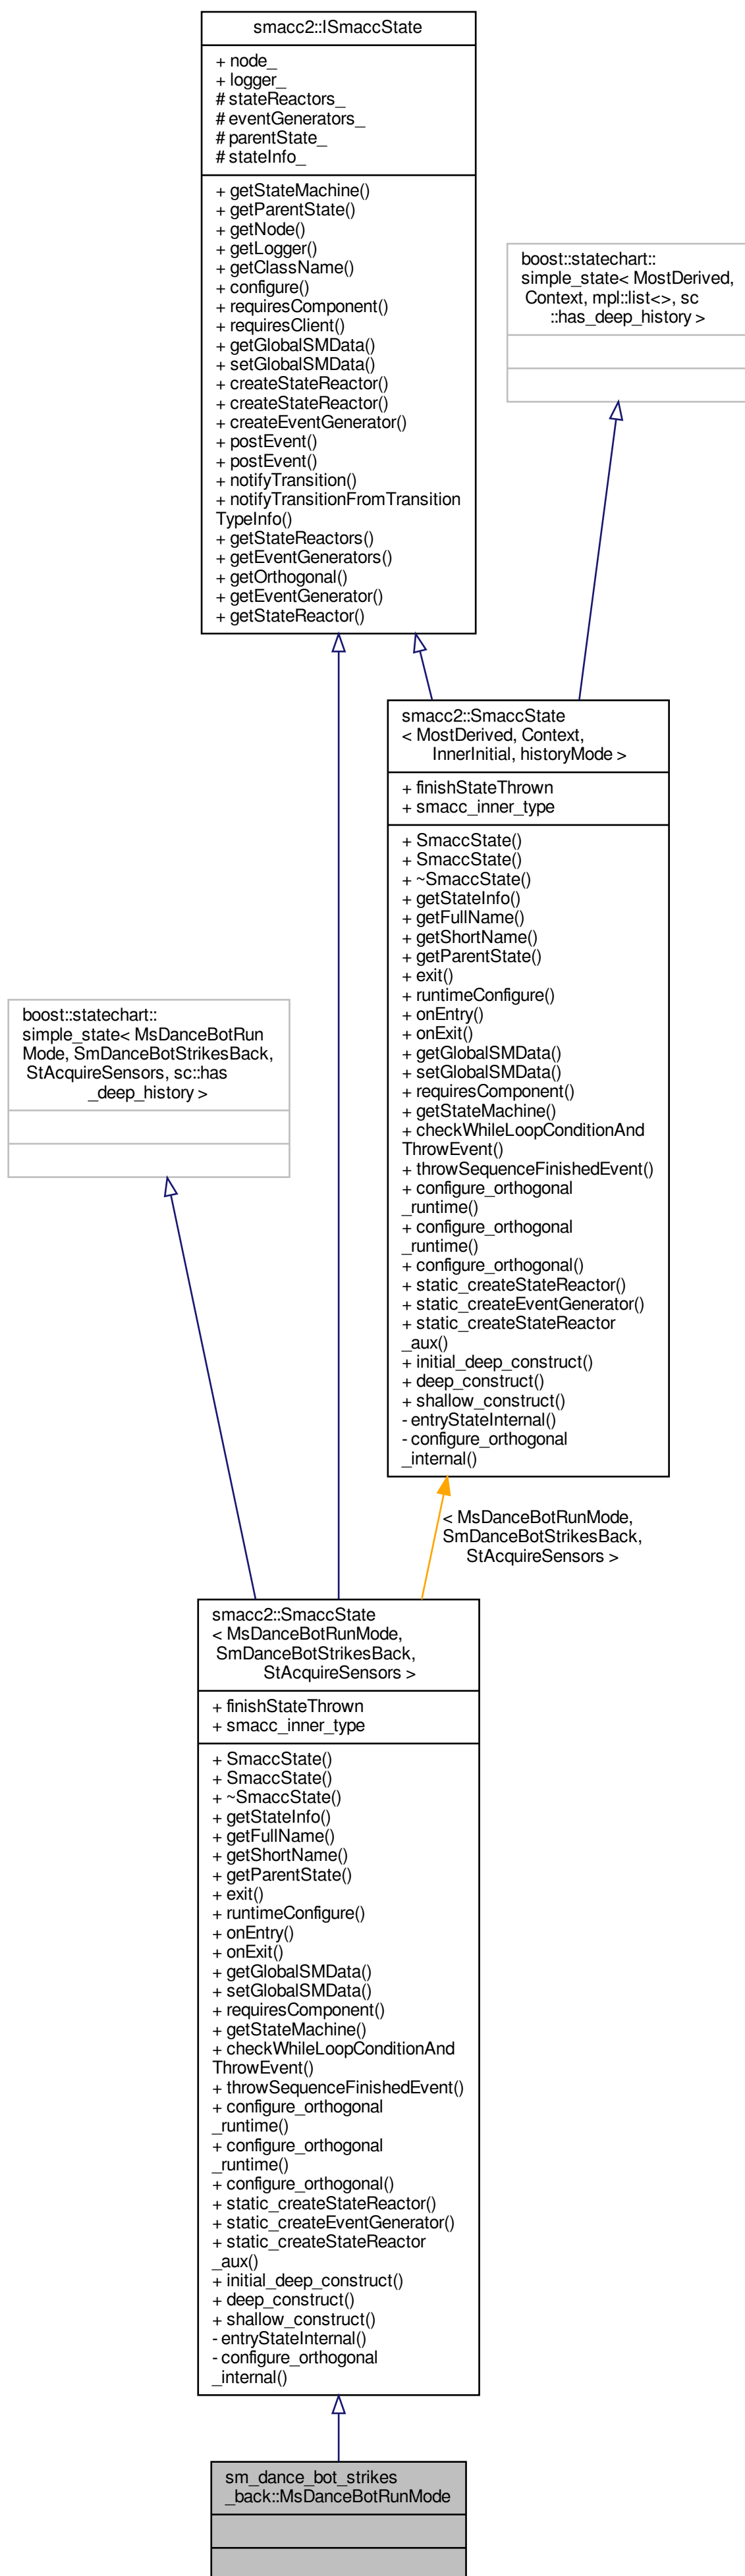 smacc2::ISmaccState
+ node_
+ logger_
# stateReactors_
# eventGenerators_
# parentState_
# stateInfo_
+ getStateMachine()
+ getParentState()
+ getNode()
+ getLogger()
+ getClassName()
+ configure()
+ requiresComponent()
+ requiresClient()
+ getGlobalSMData()
+ setGlobalSMData()
+ createStateReactor()
+ createStateReactor()
+ createEventGenerator()
+ postEvent()
+ postEvent()
+ notifyTransition()
+ notifyTransitionFromTransition
TypeInfo()
+ getStateReactors()
+ getEventGenerators()
+ getOrthogonal()
+ getEventGenerator()
+ getStateReactor()
boost::statechart::
simple_state< MostDerived,
Context, mpl::list<>, sc
::has_deep_history >
smacc2::SmaccState
< MostDerived, Context,
InnerInitial, historyMode >
+ finishStateThrown
+ smacc_inner_type
+ SmaccState()
+ SmaccState()
+ ~SmaccState()
+ getStateInfo()
+ getFullName()
+ getShortName()
+ getParentState()
+ exit()
+ runtimeConfigure()
+ onEntry()
+ onExit()
+ getGlobalSMData()
+ setGlobalSMData()
+ requiresComponent()
+ getStateMachine()
+ checkWhileLoopConditionAnd
ThrowEvent()
+ throwSequenceFinishedEvent()
+ configure_orthogonal
_runtime()
+ configure_orthogonal
_runtime()
+ configure_orthogonal()
+ static_createStateReactor()
+ static_createEventGenerator()
+ static_createStateReactor
_aux()
+ initial_deep_construct()
+ deep_construct()
+ shallow_construct()
- entryStateInternal()
- configure_orthogonal
_internal()
boost::statechart::
simple_state< MsDanceBotRun
Mode, SmDanceBotStrikesBack,
StAcquireSensors, sc::has
_deep_history >
< MsDanceBotRunMode,
SmDanceBotStrikesBack,
StAcquireSensors >
smacc2::SmaccState
< MsDanceBotRunMode,
SmDanceBotStrikesBack,
StAcquireSensors >
+ finishStateThrown
+ smacc_inner_type
+ SmaccState()
+ SmaccState()
+ ~SmaccState()
+ getStateInfo()
+ getFullName()
+ getShortName()
+ getParentState()
+ exit()
+ runtimeConfigure()
+ onEntry()
+ onExit()
+ getGlobalSMData()
+ setGlobalSMData()
+ requiresComponent()
+ getStateMachine()
+ checkWhileLoopConditionAnd
ThrowEvent()
+ throwSequenceFinishedEvent()
+ configure_orthogonal
_runtime()
+ configure_orthogonal
_runtime()
+ configure_orthogonal()
+ static_createStateReactor()
+ static_createEventGenerator()
+ static_createStateReactor
_aux()
+ initial_deep_construct()
+ deep_construct()
+ shallow_construct()
- entryStateInternal()
- configure_orthogonal
_internal()
sm_dance_bot_strikes
_back::MsDanceBotRunMode